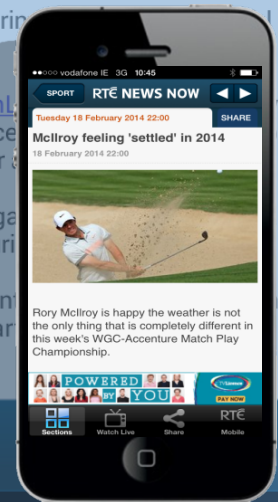 vodafone IE 3G 10:45
SPORT RTÉ NEWS NOW
Tuesday 18 February 2014 22:00 SHARE
McIlroy feeling 'settled' in 2014
18 February 2014 22:00
Rory McIlroy is happy the weather is not
the only thing that is completely different in
this week's WGC-Accenture Match Play
Championship.
POWERED
BY YOU
PAY NOW
Sections Watch Live Share RTÉ Mobile